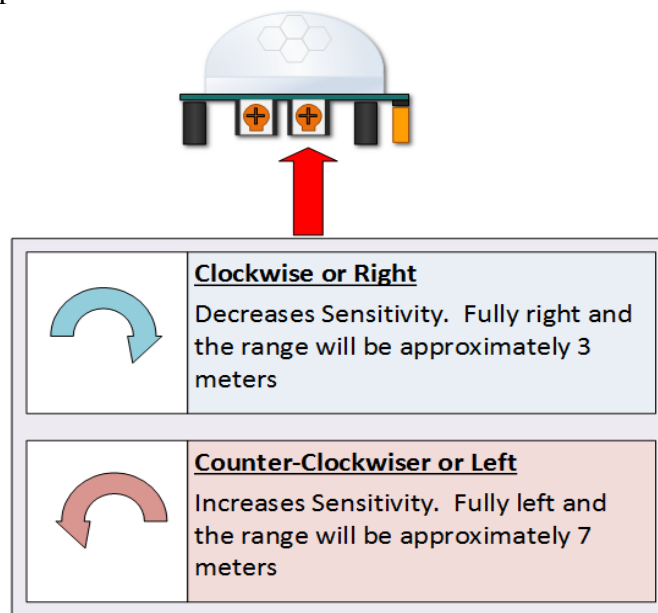 Clockwise or Right
Decreases Sensitivity. Fully right and
the range will be approximately 3
meters
Counter-Clockwiser or Left
Increases Sensitivity. Fully left and
the range will be approximately 7
meters